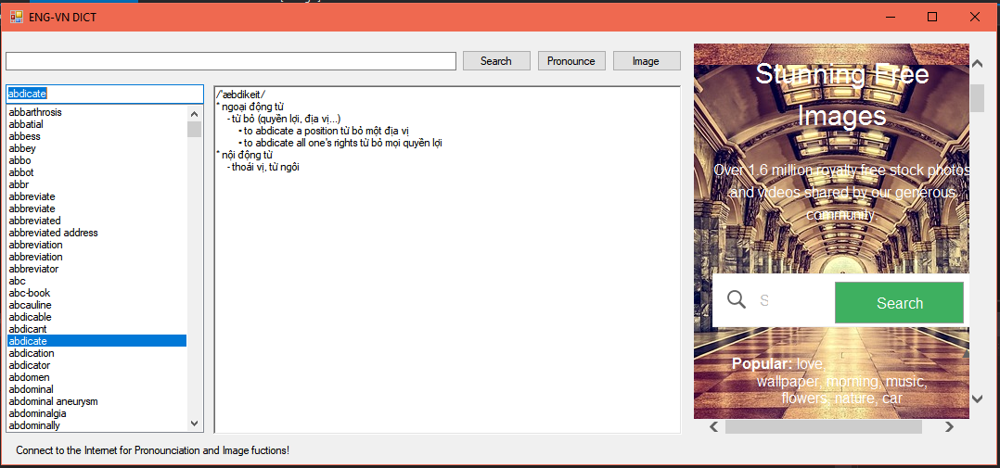 ENG-VN DICT
Search
Pronounce
Image
abdicate
abbarthrosis
abbatial
abbess
abbey
abbo
abbot
abbr
abbreviate
abbreviate
abbreviated
abbreviated address
abbreviation
abbreviation
abbreviator
abc
abc-book
abcauline
abdicable
abdicant
abdicate
abdication
abdicator
abdomen
abdominal
abdominal aneurysm
abdominalgia
abdominally
/'æbdikeit/
* ngoại động từ
- từ bỏ (quyền lợi, địa vị...)
• to abdicate a position từ bỏ một địa vị
• to abdicate all one's rights từ bỏ mọi quyền lợi
* nội động từ
- thoái vị, từ ngôi
Stunning Free
Images
Over 1.6 million royalty free stock photos
and videos shared by our generous
community.
S
Search
Popular: love,
wallpaper, morning, music,
flowers, nature, car
Connect to the Internet for Pronounciation and Image fuctions!